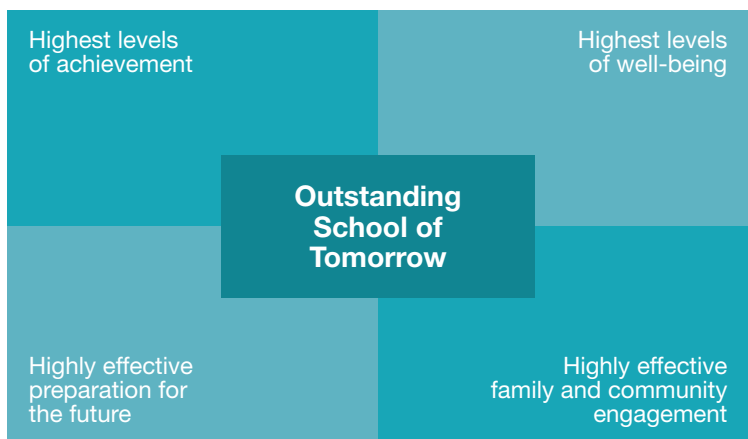 Highest levels
of achievement
Highest levels
of well-being
Outstanding
School of
Tomorrow
Highly effective
preparation for
the future
Highly effective
family and community
engagement